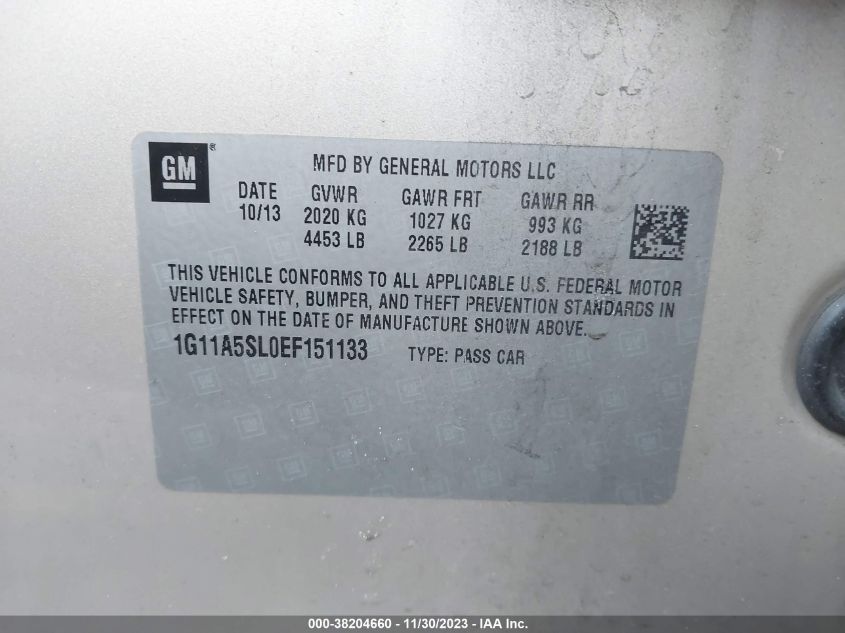 GM®
MFD BY GENERAL MOTORS LLC
DATE GVWR GAWR FRT GAWR RR
10/13 2020 KG 1027 KG 993 KG
4453 LB 2265 LB 2188 LB
THIS VEHICLE CONFORMS TO ALL APPLICABLE U.S. FEDERAL MOTOR
VEHICLE SAFETY, BUMPER, AND THEFT PREVENTION STANDARDS IN
EFFECT ON THE DATE OF MANUFACTURE SHOWN ABOVE.
1G11A5SL0EF151133 TYPE: PASS CAR
000-38204660 - 11/30/2023 - IAA Inc.